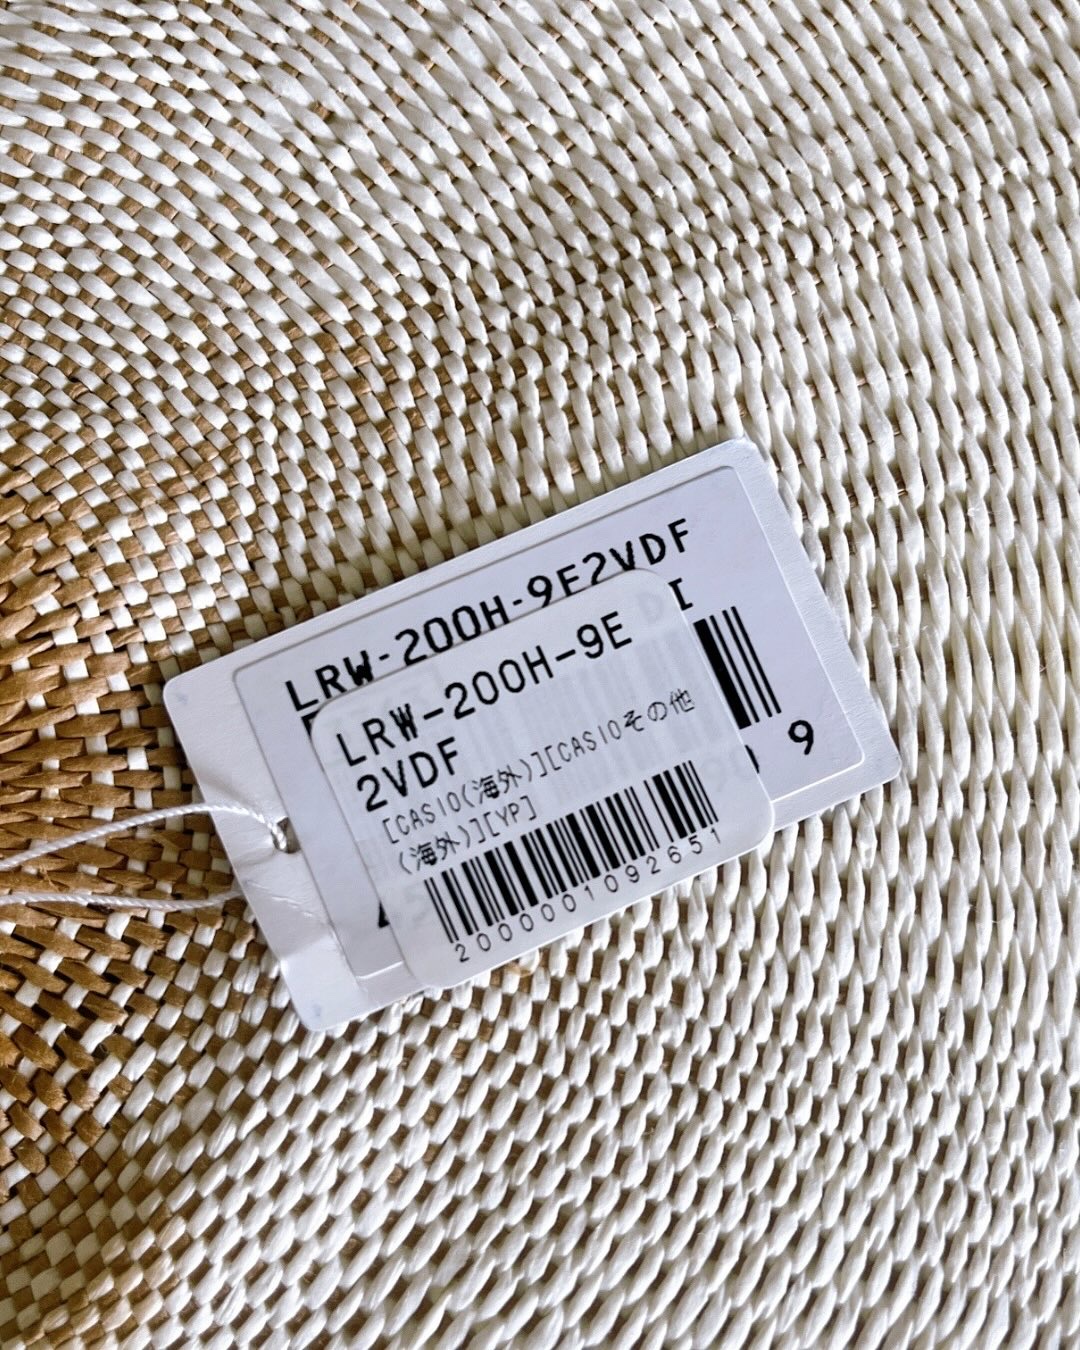 LRW-200H-9E2VDF
LRW-200H-9E
2VDF
[CASIO(海外)][CASIOその他
(海外)][YP]
2000001092651
9